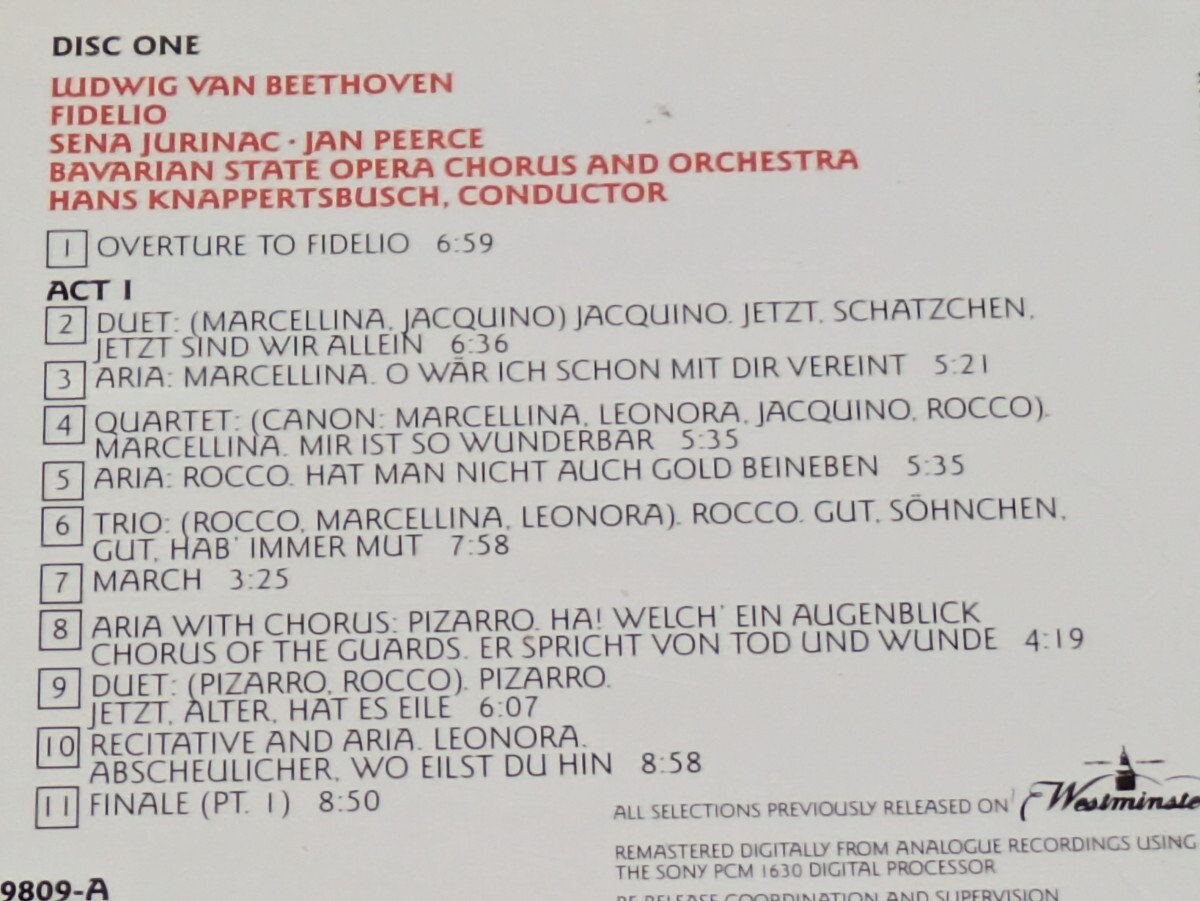 DISC ONE
LUDWIG VAN BEETHOVEN
FIDELIO
SENA JURINAC · JAN PEERCE
BAVARIAN STATE OPERA CHORUS AND ORCHESTRA
HANS KNAPPERTSBUSCH, CONDUCTOR
1 OVERTURE TO FIDELIO 6:59
ACT I
2 DUET: (MARCELLINA, JACQUINO) JACQUINO. JETZT, SCHATZCHEN,
JETZT SIND WIR ALLEIN 6:36
3 ARIA: MARCELLINA. O WĀR ICH SCHON MIT DIR VEREINT 5:21
4 QUARTET: (CANON: MARCELLINA, LEONORA, JACQUINO, ROCCO).
MARCELLINA. MIR IST SO WUNDERBAR 5:35
5 ARIA: ROCCO. HAT MAN NICHT AUCH GOLD BEINEBEN 5:35
6 TRIO: (ROCCO, MARCELLINA, LEONORA). ROCCO. GUT, SÖHNCHEN,
GUT, HAB' IMMER MUT 7:58
7 MARCH 3:25
8 ARIA WITH CHORUS: PIZARRO. HA! WELCH' EIN AUGENBLICK
CHORUS OF THE GUARDS. ER SPRICHT VON TOD UND WUNDE 4:19
9 DUET: (PIZARRO, ROCCO). PIZARRO.
JETZT, ALTER, HAT ES EILE 6:07
10 RECITATIVE AND ARIA. LEONORA.
ABSCHEULICHER, WO EILST DU HIN 8:58
11 FINALE (PT. 1) 8:50
ALL SELECTIONS PREVIOUSLY RELEASED ON Westminste
REMASTERED DIGITALLY FROM ANALOGUE RECORDINGS USING
THE SONY PCM 1630 DIGITAL PROCESSOR
RE-RELEASE COORDINATION AND SUPERVISION
9809-A